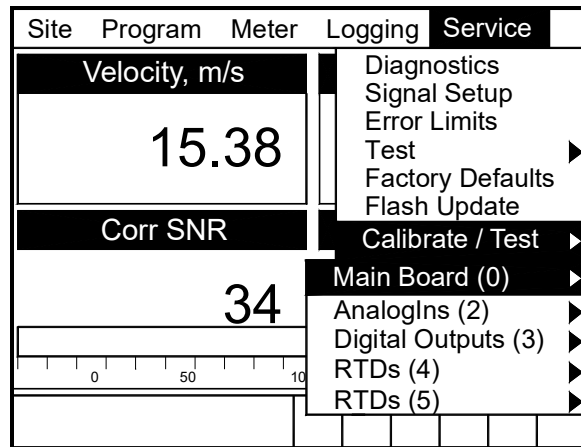 Site Program Meter Logging Service
Velocity, m/s
15.38
Corr SNR
34
0 50 10
Diagnostics
Signal Setup
Error Limits
Test
Factory Defaults
Flash Update
Calibrate / Test
Main Board (0)
AnalogIns (2)
Digital Outputs (3)
RTDs (4)
RTDs (5)